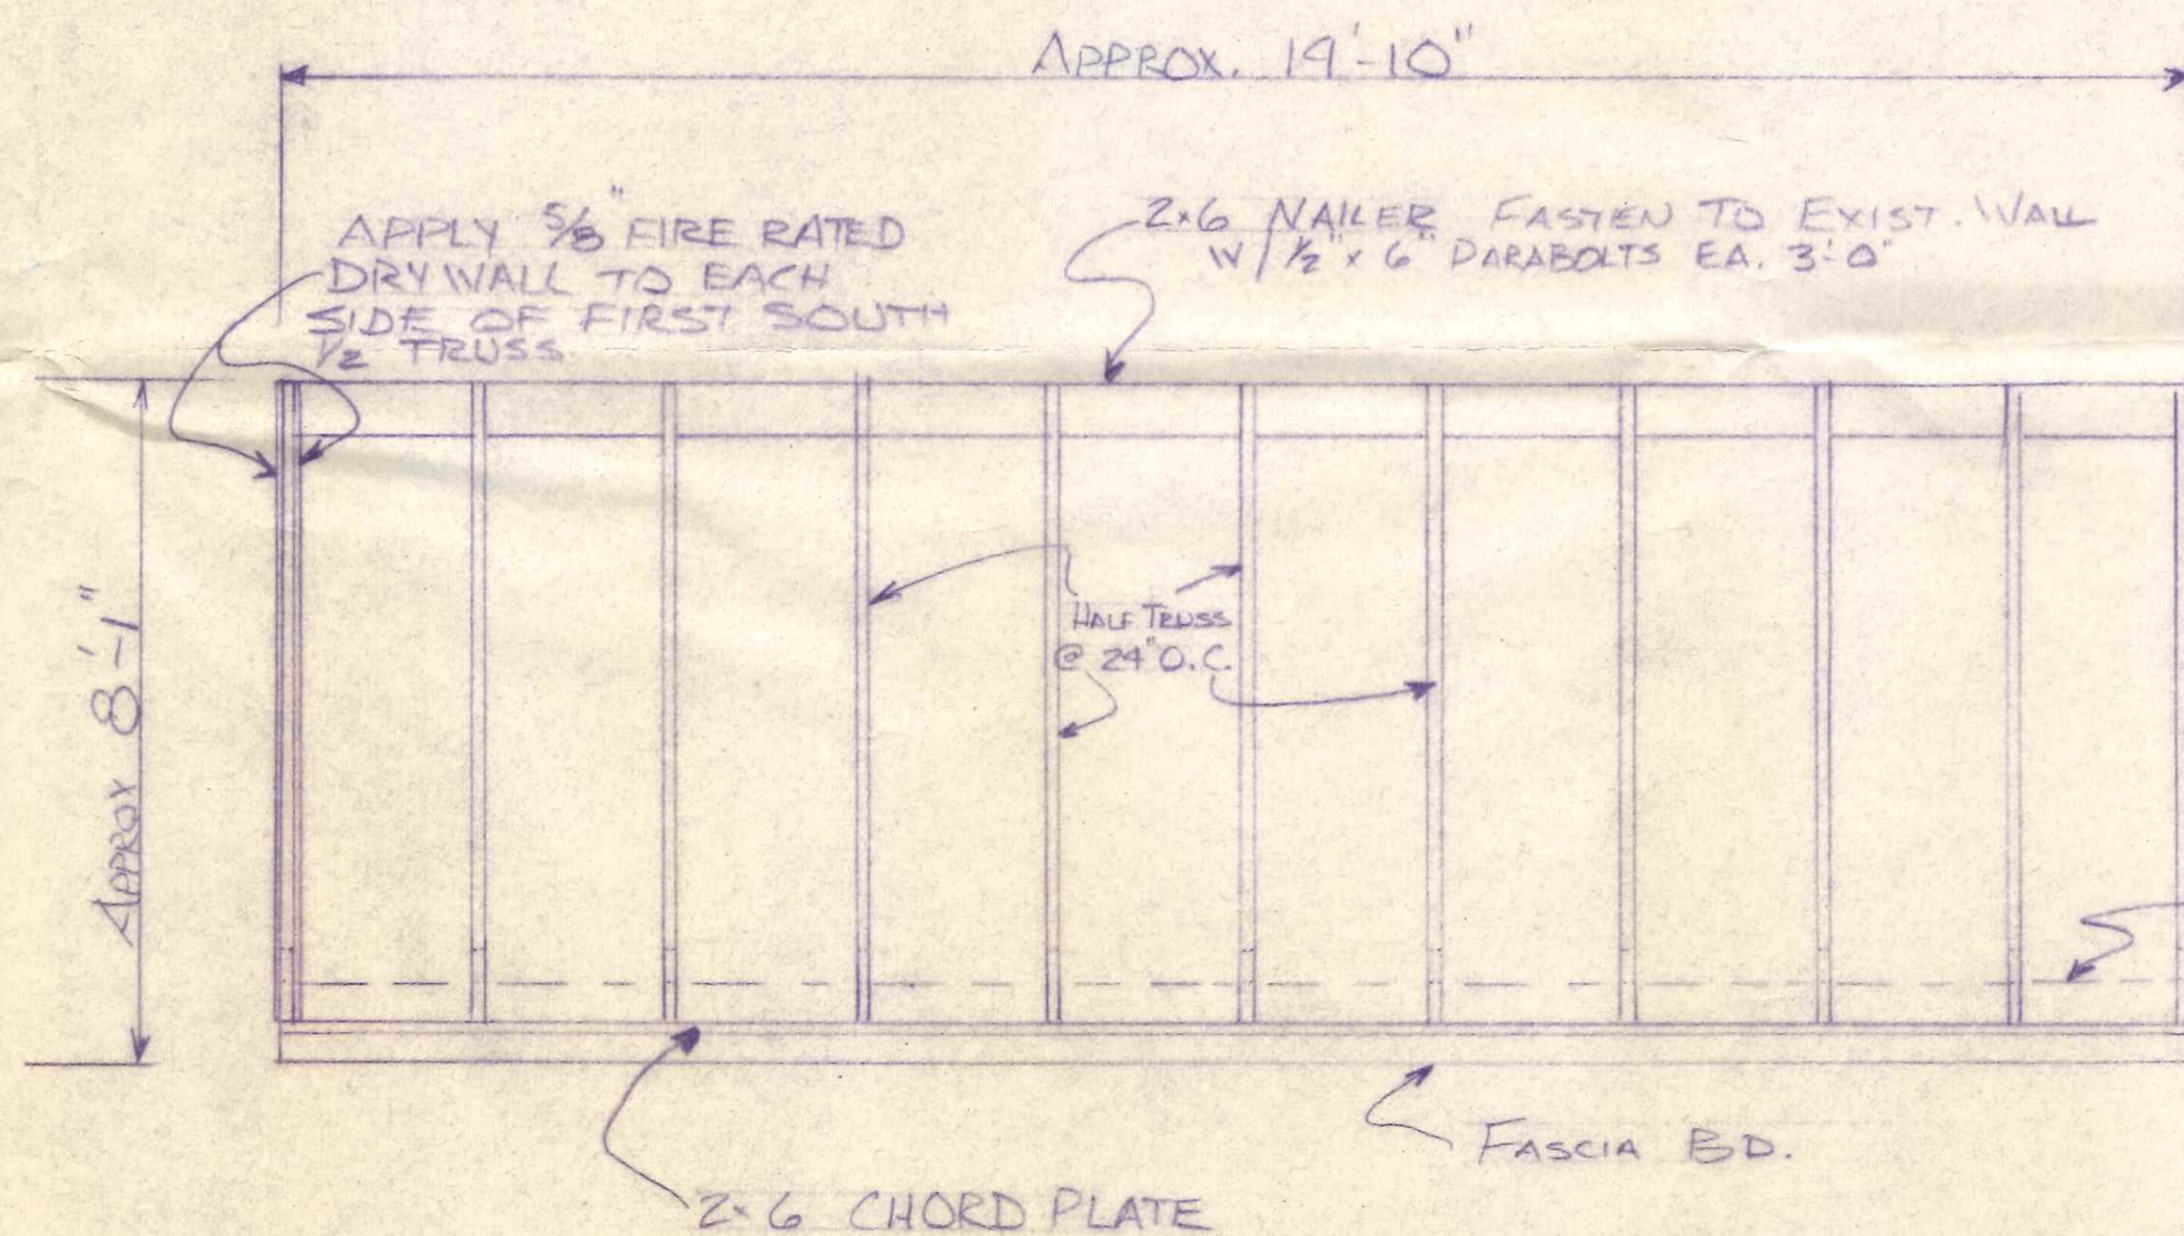 APPROX. 19'-10"
APPLY 5/8" FIRE RATED
DRYWALL TO EACH
SIDE OF FIRST SOUTH
1/2 TRUSS
2x6 NAILER FASTEN TO EXIST. WALL
W/ 1/2" x 6" PARABOLTS EA. 3'-0"
HALF TRUSS
@ 24" O.C.
APPROX 8'-1"
FASCIA BD.
2x6 CHORD PLATE